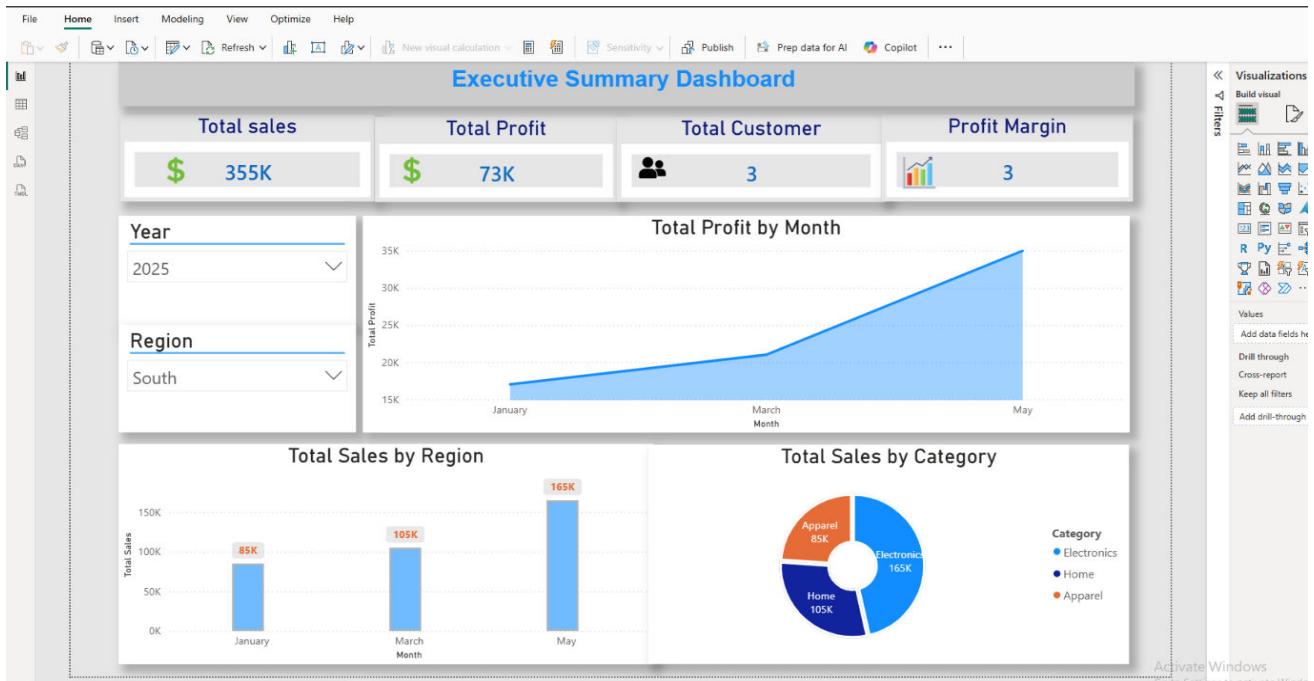 File Home Insert Modeling View Optimize Help
Refresh New visual calculation Sensitivity Publish Prep data for AI Copilot ...
Executive Summary Dashboard
Total sales Total Profit Total Customer Profit Margin
$ 355K $ 73K 3 3
Year
2025
Region
South
Total Profit by Month
35K
30K
25K
20K
15K
Total Profit
January March May
Month
Total Sales by Region
150K
100K
50K
0K
Total Sales
85K
105K
165K
January March May
Month
Total Sales by Category
Apparel
85K
Electronics
165K
Home
105K
Category
Electronics
Home
Apparel
Filters
Visualizations
Build visual
R Py
Values
Add data fields he
Drill through
Cross-report
Keep all filters
Add drill-through
Activate Windows